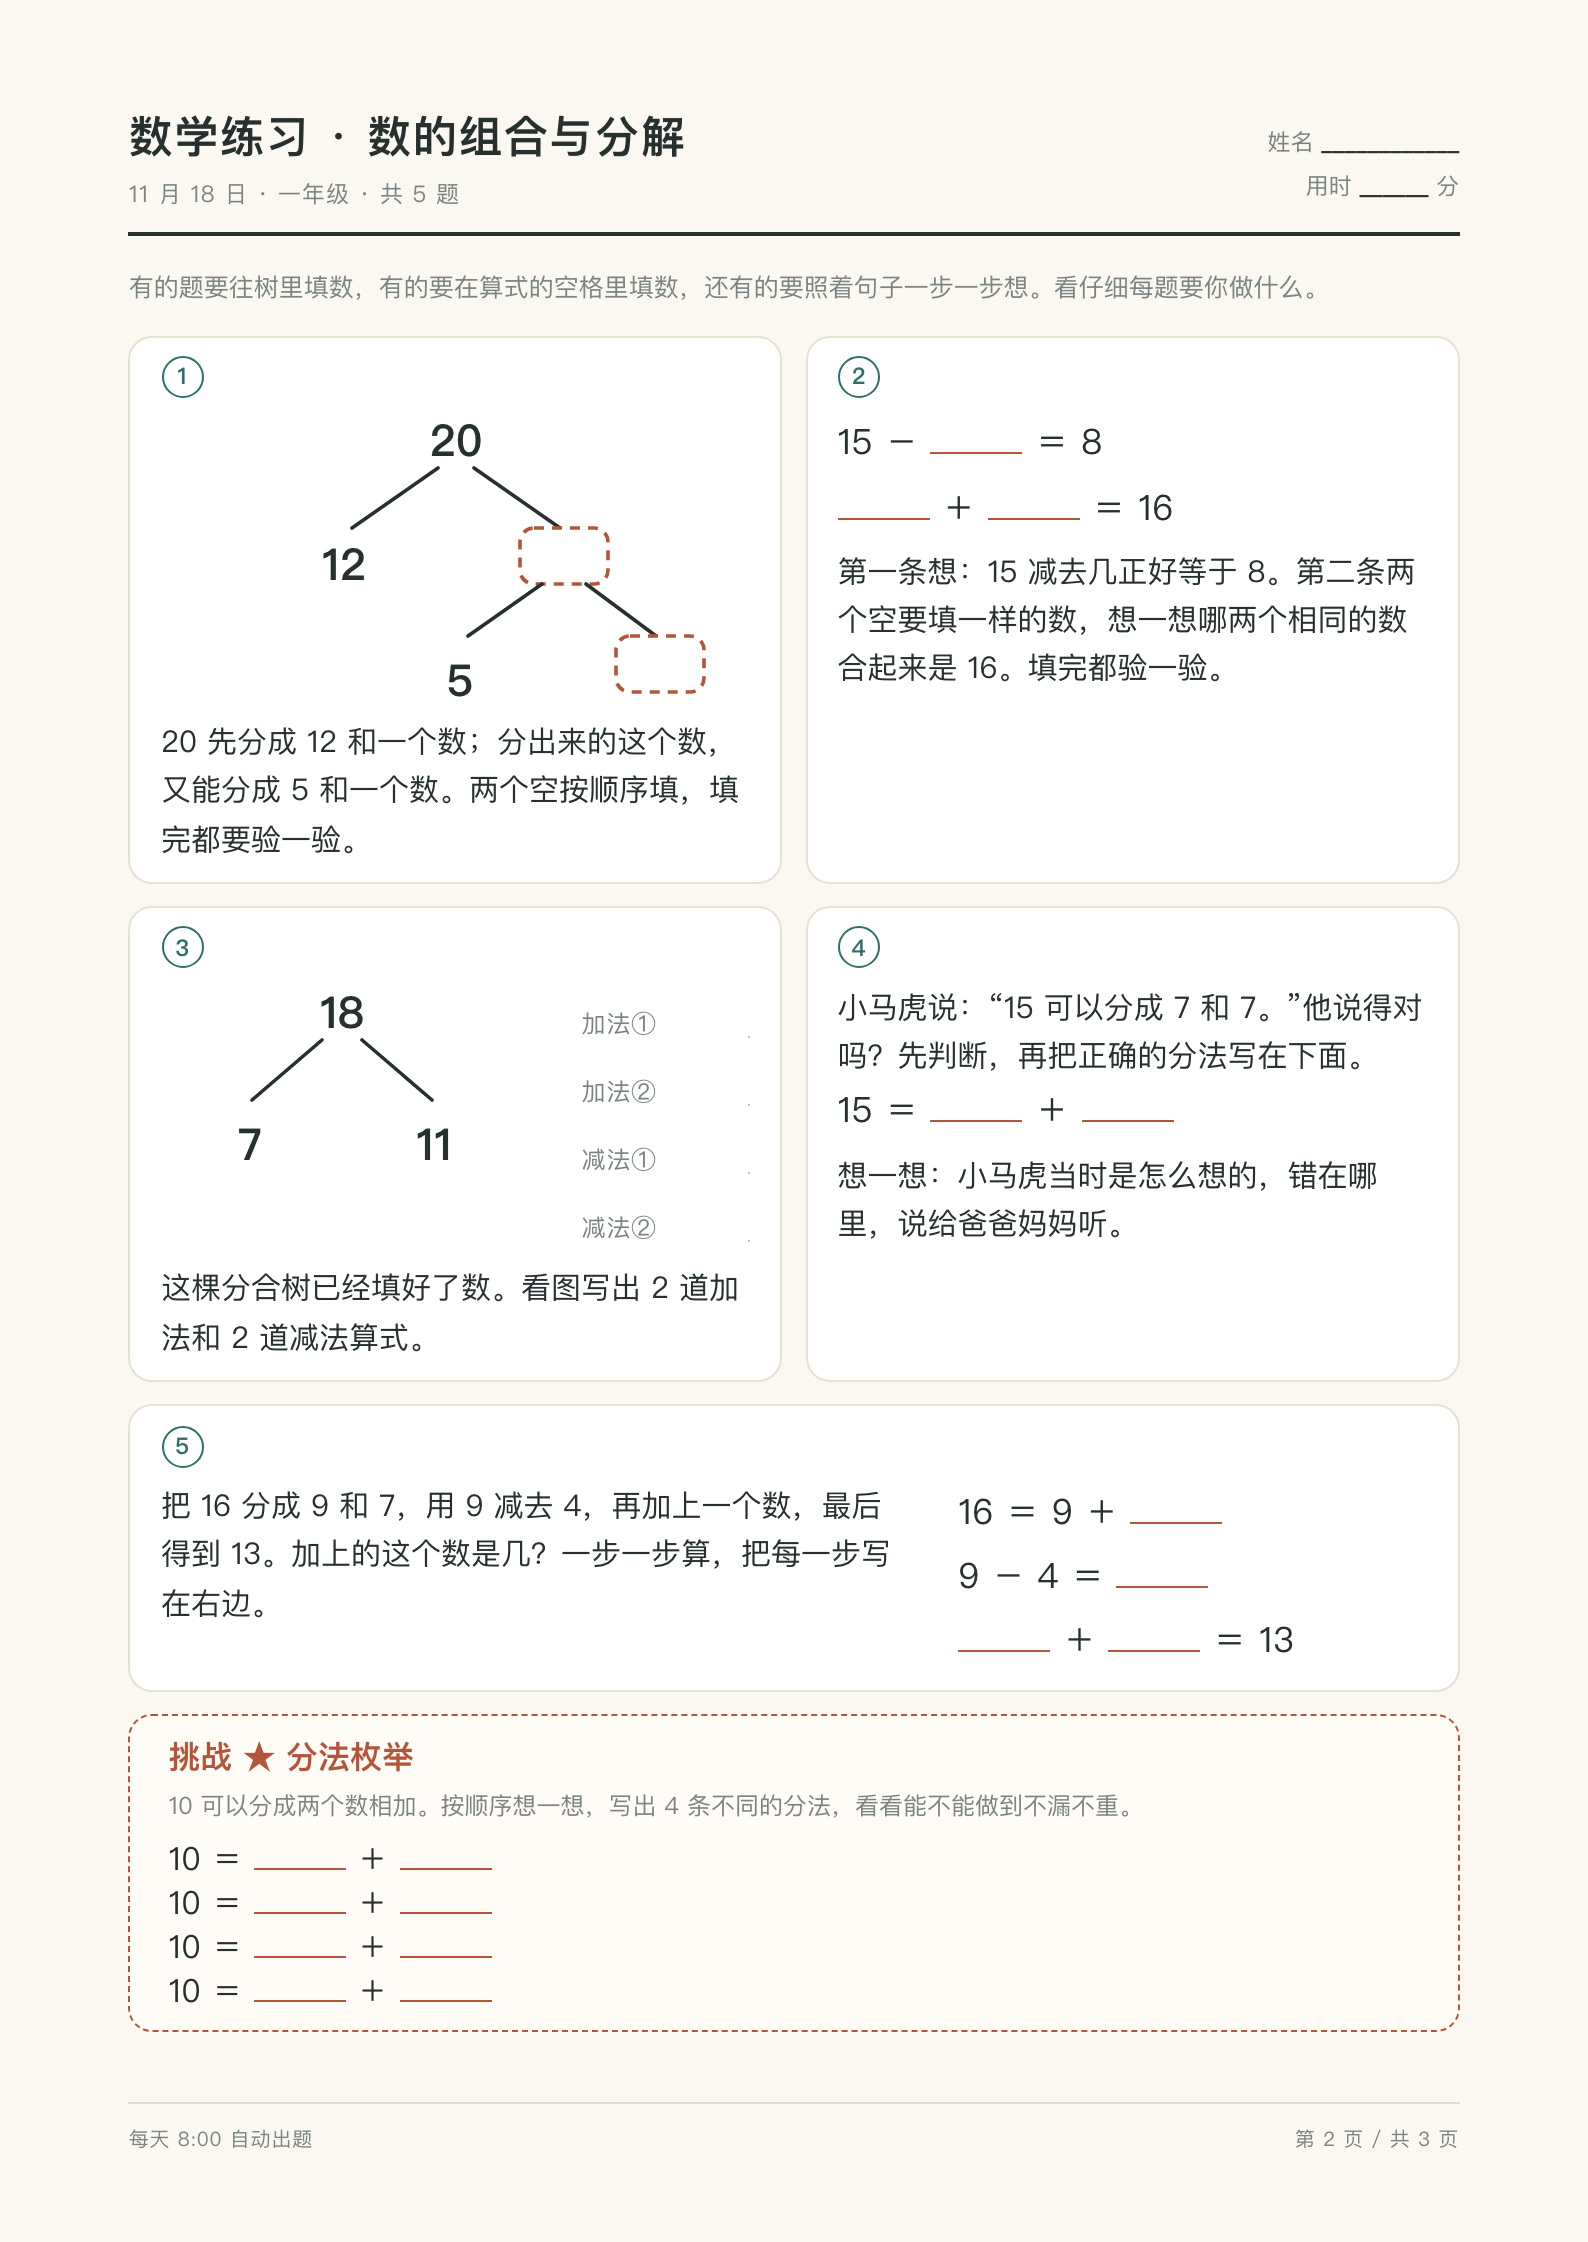 数学练习 · 数的组合与分解
姓名 ____________
11 月 18 日 · 一年级 · 共 5 题
用时 ______ 分
有的题要往树里填数，有的要在算式的空格里填数，还有的要照着句子一步一步想。看仔细每题要你做什么。
1
20
12
5
20 先分成 12 和一个数；分出来的这个数，
又能分成 5 和一个数。两个空按顺序填，填
完都要验一验。
2
15 − ____ = 8
____ + ____ = 16
第一条想：15 减去几正好等于 8。第二条两
个空要填一样的数，想一想哪两个相同的数
合起来是 16。填完都验一验。
3
18
7 11
加法①
加法②
减法①
减法②
这棵分合树已经填好了数。看图写出 2 道加
法和 2 道减法算式。
4
小马虎说：“15 可以分成 7 和 7。”他说得对
吗？先判断，再把正确的分法写在下面。
15 = ____ + ____
想一想：小马虎当时是怎么想的，错在哪
里，说给爸爸妈妈听。
5
把 16 分成 9 和 7，用 9 减去 4，再加上一个数，最后
得到 13。加上的这个数是几？一步一步算，把每一步写
在右边。
16 = 9 + ____
9 − 4 = ____
____ + ____ = 13
挑战 ★ 分法枚举
10 可以分成两个数相加。按顺序想一想，写出 4 条不同的分法，看看能不能做到不漏不重。
10 = ____ + ____
10 = ____ + ____
10 = ____ + ____
10 = ____ + ____
每天 8:00 自动出题
第 2 页 / 共 3 页